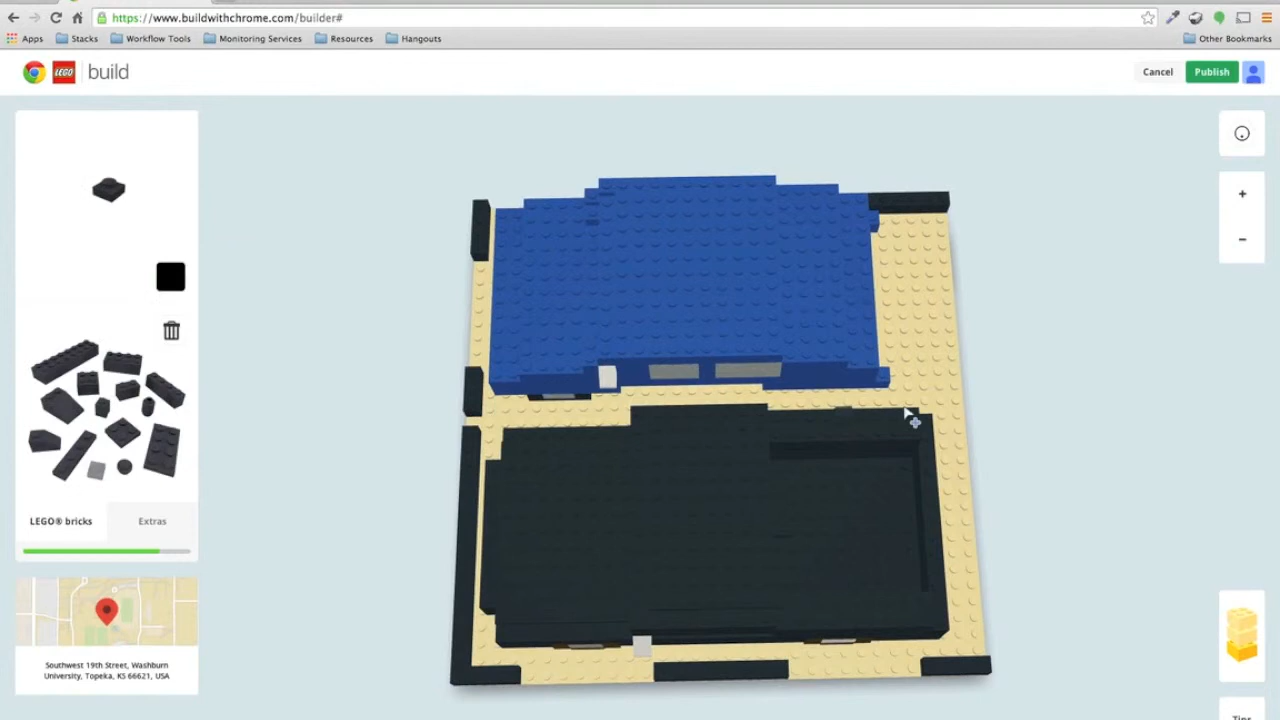 https://www.buildwithchrome.com/builder#
Apps Stacks Workflow Tools Monitoring Services Resources Hangouts Other Bookmarks
LEGO build Cancel Publish
+
−
LEGO® bricks Extras
Southwest 19th Street, Washburn
University, Topeka, KS 66621, USA